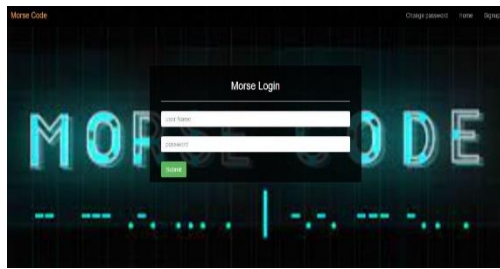 Morse Code
Change password Home Signup
Morse Login
user Name
password
Submit
MORSE CODE
-- --- .-. ... . | -.-. --- -.. .